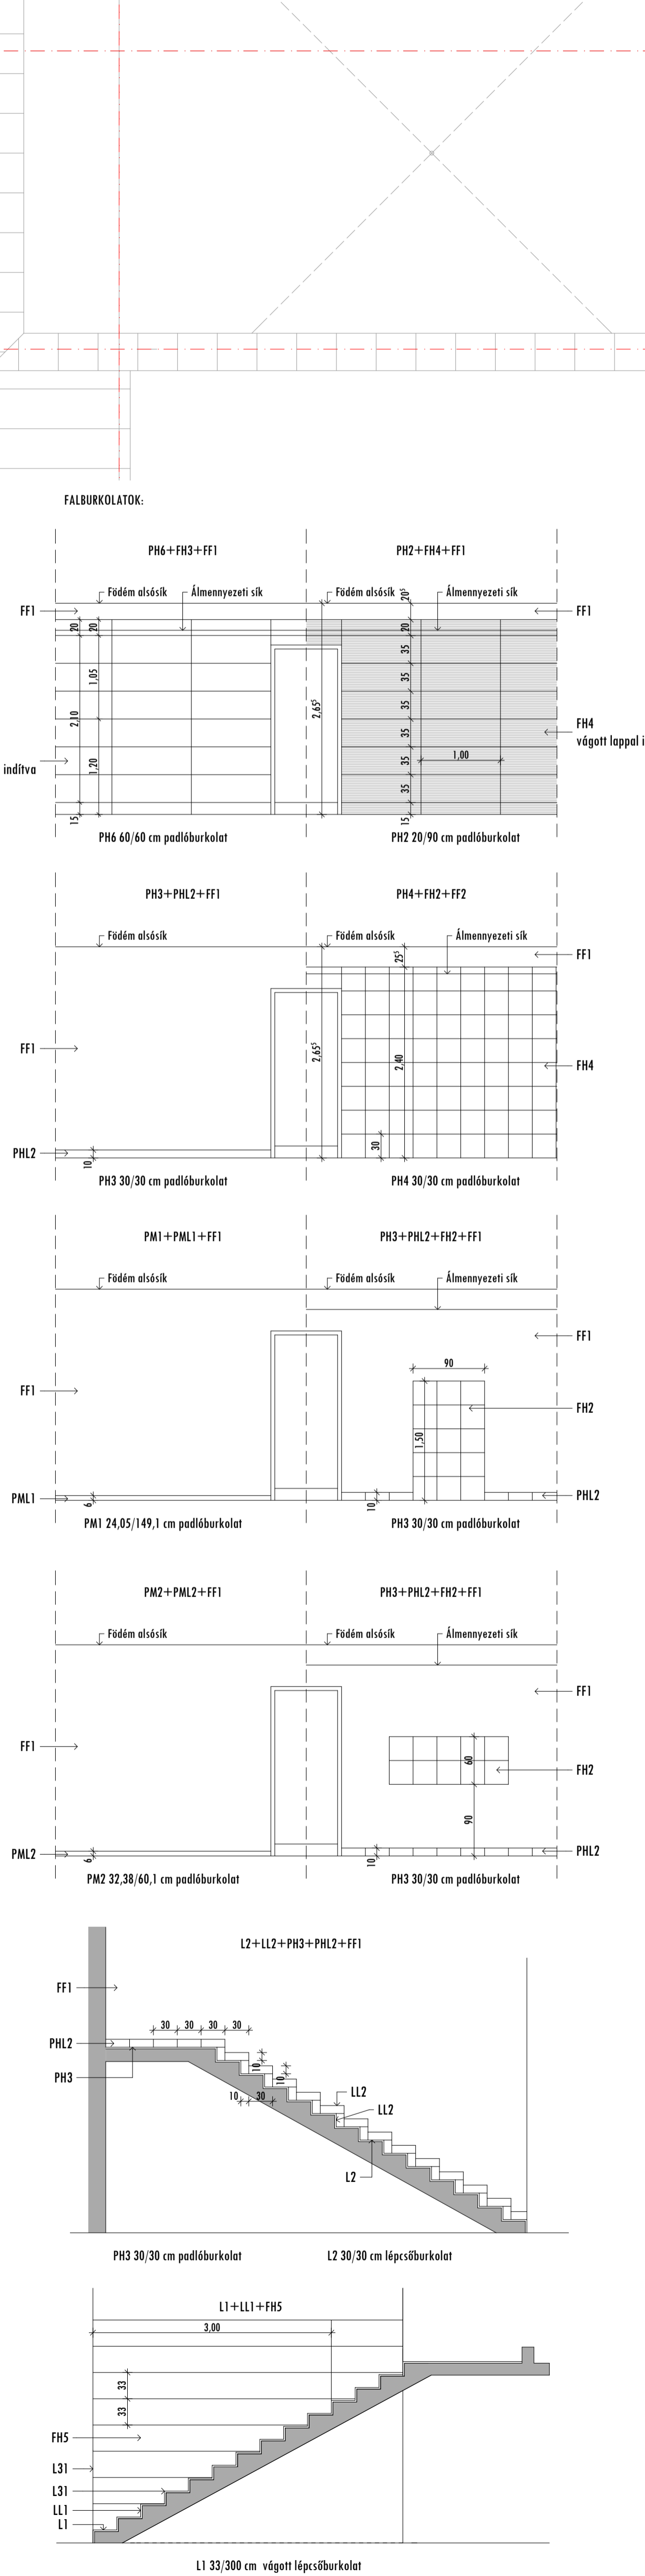 FALBURKOLATOK:
PH6+FH3+FF1
PH2+FH4+FF1
Födém alsósík
Álmennyezeti sík
Födém alsósík
20⁵
Álmennyezeti sík
FF1
FF1
20
20
20
35
1,05
35
2,10
2,65⁵
35
FH4
35
vágott lappal i
1,00
indítva
1,20
35
15
15
PH6 60/60 cm padlóburkolat
PH2 20/90 cm padlóburkolat
PH3+PHL2+FF1
PH4+FH2+FF2
Födém alsósík
Födém alsósík
Álmennyezeti sík
25⁵
FF1
FF1
2,65⁵
2,40
FH4
30
PHL2
10
PH3 30/30 cm padlóburkolat
PH4 30/30 cm padlóburkolat
PM1+PML1+FF1
PH3+PHL2+FH2+FF1
Födém alsósík
Födém alsósík
Álmennyezeti sík
FF1
90
FF1
FH2
1,50
PML1
6
10
PHL2
PM1 24,05/149,1 cm padlóburkolat
PH3 30/30 cm padlóburkolat
PM2+PML2+FF1
PH3+PHL2+FH2+FF1
Födém alsósík
Födém alsósík
Álmennyezeti sík
FF1
FF1
60
FH2
90
PML2
6
10
PHL2
PM2 32,38/60,1 cm padlóburkolat
PH3 30/30 cm padlóburkolat
L2+LL2+PH3+PHL2+FF1
FF1
30 30 30 30
PHL2
10
PH3
10
10 30
LL2
LL2
L2
PH3 30/30 cm padlóburkolat
L2 30/30 cm lépcsőburkolat
L1+LL1+FH5
3,00
33
33
FH5
L31
L31
LL1
L1
L1 33/300 cm vágott lépcsőburkolat